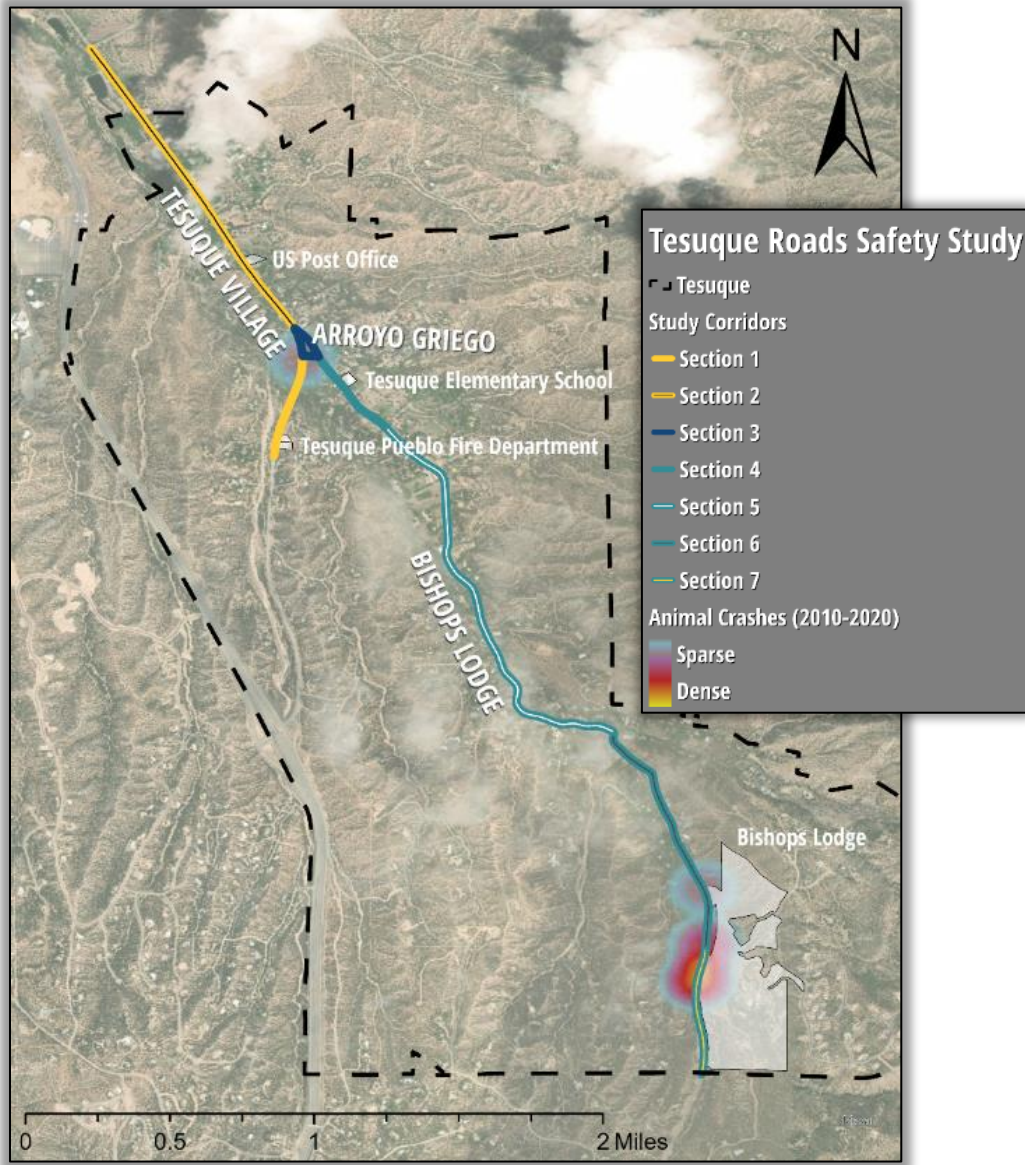 N
Tesuque Roads Safety Study
Tesuque
Study Corridors
Section 1
Section 2
Section 3
Section 4
Section 5
Section 6
Section 7
Animal Crashes (2010-2020)
Sparse
Dense
TESUQUE VILLAGE
US Post Office
ARROYO GRIEGO
Tesuque Elementary School
Tesuque Pueblo Fire Department
BISHOPS LODGE
Bishops Lodge
0 0.5 1 2 Miles